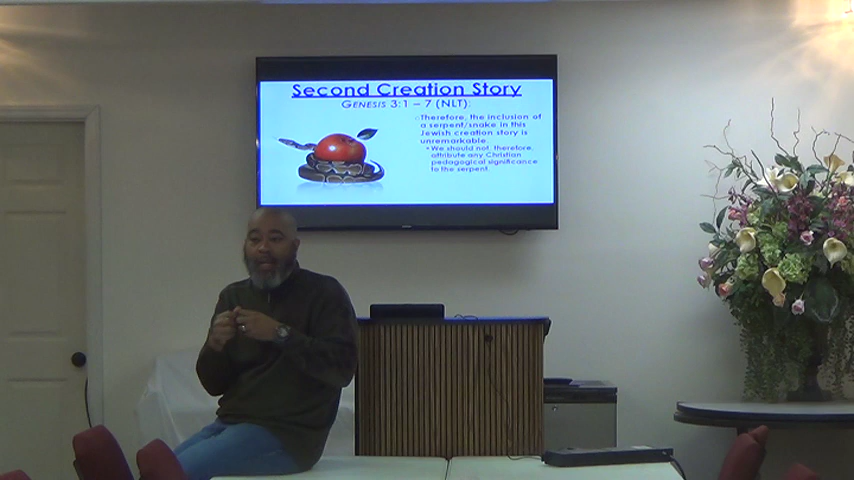 Second Creation Story
GENESIS 3:1 – 7 (NLT):
Therefore, the inclusion of
a serpent/snake in this
Jewish creation story is
unremarkable.
• We should not, therefore,
attribute any Christian
pedagogical significance
to the serpent.